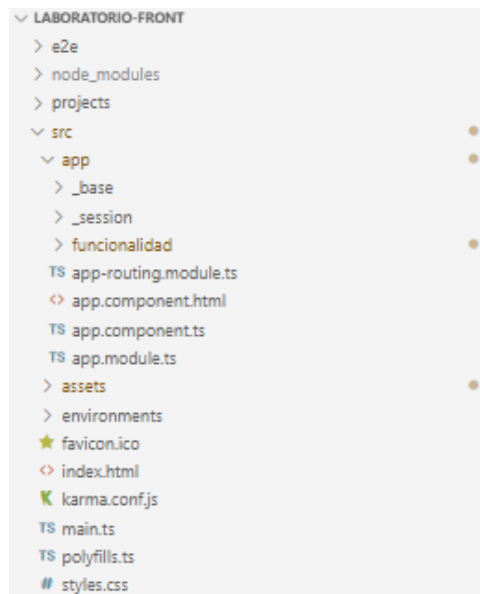 LABORATORIO-FRONT
e2e
node_modules
projects
src
app
_base
_session
funcionalidad
TS app-routing.module.ts
<> app.component.html
TS app.component.ts
TS app.module.ts
assets
environments
favicon.ico
<> index.html
K karma.conf.js
TS main.ts
TS polyfills.ts
# styles.css